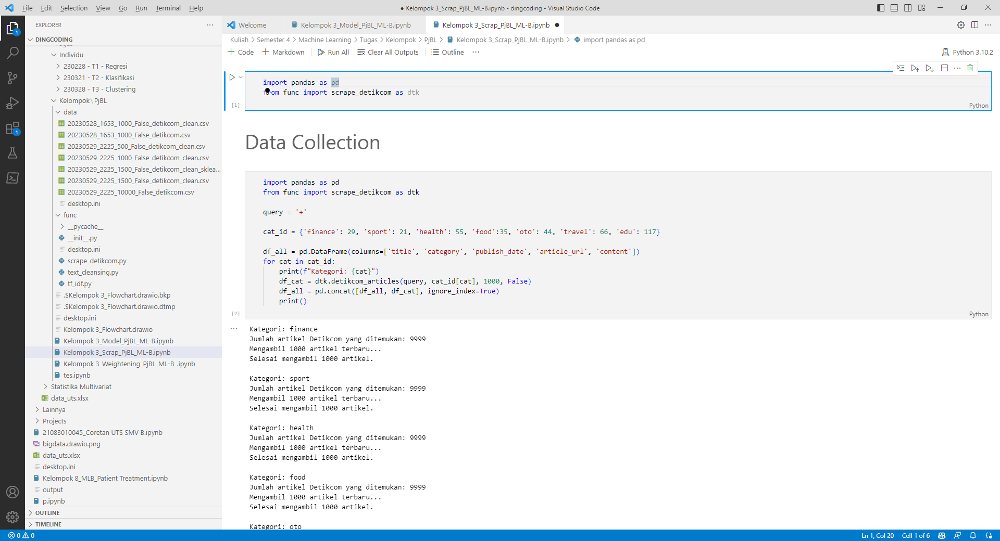 File Edit Selection View Go Run Terminal Help
● Kelompok 3_Scrap_PjBL_ML-B.ipynb - dingcoding - Visual Studio Code
EXPLORER
DINGCODING
Tugas
Individu
230228 - T1 - Regresi
230321 - T2 - Klasifikasi
230328 - T3 - Clustering
Kelompok\PjBL
data
20230528_1653_1000_False_detikcom_clean.csv
20230528_1653_1000_False_detikcom.csv
20230529_2225_500_False_detikcom_clean.csv
20230529_2225_1000_False_detikcom_clean.csv
20230529_2225_1500_False_detikcom_clean_sklea...
20230529_2225_1500_False_detikcom_clean.csv
20230529_2225_10000_False_detikcom.csv
desktop.ini
func
__pycache__
__init__.py
desktop.ini
scrape_detikcom.py
text_cleansing.py
tf_idf.py
.$Kelompok 3_Flowchart.drawio.bkp
.$Kelompok 3_Flowchart.drawio.dtmp
desktop.ini
Kelompok 3_Flowchart.drawio
Kelompok 3_Model_PjBL_ML-B.ipynb
Kelompok 3_Scrap_PjBL_ML-B.ipynb
Kelompok 3_Weightening_PjBL_ML-B_.ipynb
tes.ipynb
Statistika Multivariat
data_uts.xlsx
Lainnya
Projects
21083010045_Coretan UTS SMV B.ipynb
bigdata.drawio.png
data_uts.xlsx
desktop.ini
Kelompok 8_MLB_Patient Treatment.ipynb
output
p.ipynb
OUTLINE
TIMELINE
1
1
Welcome
Kelompok 3_Model_PjBL_ML-B.ipynb
Kelompok 3_Scrap_PjBL_ML-B.ipynb ●
Kuliah > Semester 4 > Machine Learning > Tugas > Kelompok > PjBL > Kelompok 3_Scrap_PjBL_ML-B.ipynb > import pandas as pd
+ Code + Markdown Run All Clear All Outputs Outline ... Python 3.10.2
import pandas as pd
from func import scrape_detikcom as dtk
[1] Python
Data Collection
import pandas as pd
from func import scrape_detikcom as dtk
query = '+'
cat_id = {'finance': 29, 'sport': 21, 'health': 55, 'food':35, 'oto': 44, 'travel': 66, 'edu': 117}
df_all = pd.DataFrame(columns=['title', 'category', 'publish_date', 'article_url', 'content'])
for cat in cat_id:
    print(f"Kategori: {cat}")
    df_cat = dtk.detikcom_articles(query, cat_id[cat], 1000, False)
    df_all = pd.concat([df_all, df_cat], ignore_index=True)
    print()
[2] Python
Kategori: finance
Jumlah artikel Detikcom yang ditemukan: 9999
Mengambil 1000 artikel terbaru...
Selesai mengambil 1000 artikel.
Kategori: sport
Jumlah artikel Detikcom yang ditemukan: 9999
Mengambil 1000 artikel terbaru...
Selesai mengambil 1000 artikel.
Kategori: health
Jumlah artikel Detikcom yang ditemukan: 9999
Mengambil 1000 artikel terbaru...
Selesai mengambil 1000 artikel.
Kategori: food
Jumlah artikel Detikcom yang ditemukan: 9999
Mengambil 1000 artikel terbaru...
Selesai mengambil 1000 artikel.
Kategori: oto
0 0 Ln 1, Col 20 Cell 1 of 6